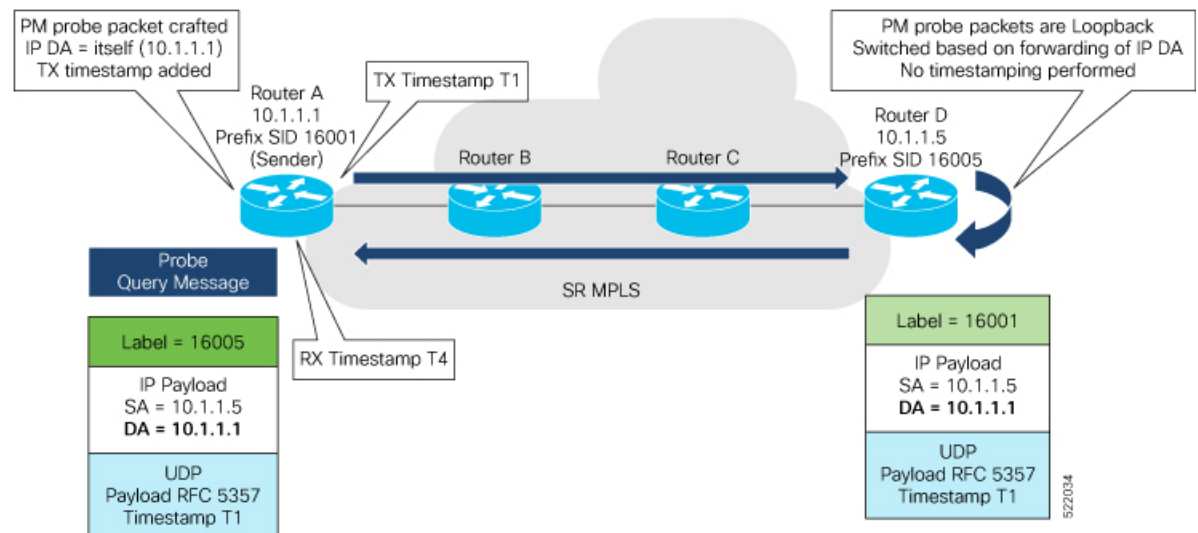 PM probe packet crafted
IP DA = itself (10.1.1.1)
TX timestamp added
TX Timestamp T1
PM probe packets are Loopback
Switched based on forwarding of IP DA
No timestamping performed
Router A
10.1.1.1
Prefix SID 16001
(Sender)
Router B
Router C
Router D
10.1.1.5
Prefix SID 16005
Probe
Query Message
SR MPLS
RX Timestamp T4
Label = 16005
IP Payload
SA = 10.1.1.5
DA = 10.1.1.1
UDP
Payload RFC 5357
Timestamp T1
Label = 16001
IP Payload
SA = 10.1.1.5
DA = 10.1.1.1
UDP
Payload RFC 5357
Timestamp T1
522034